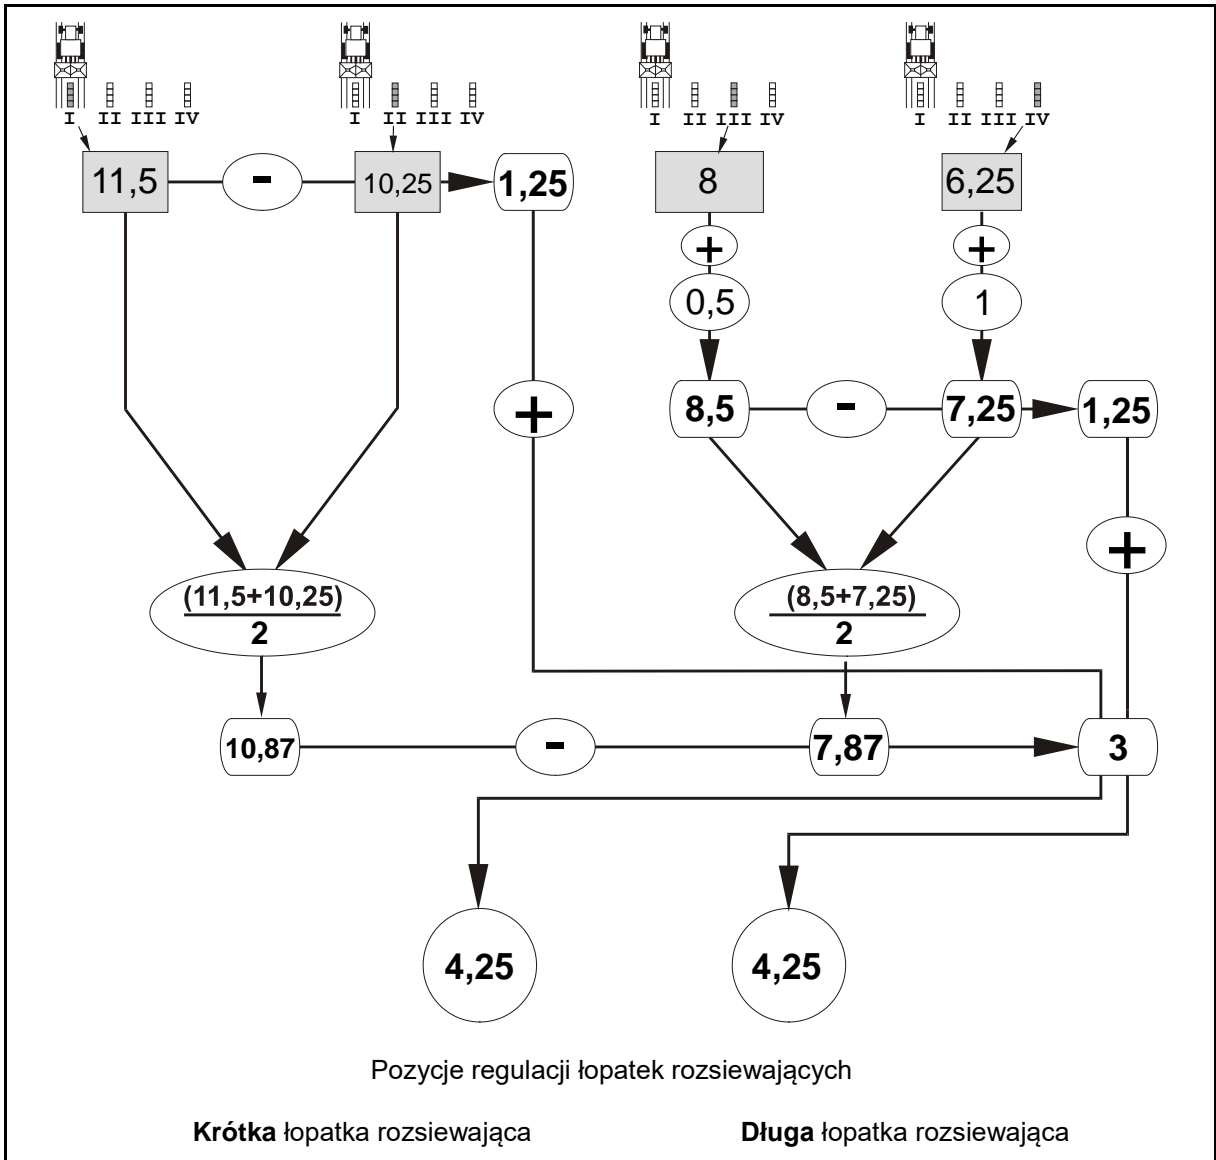 I II III IV
I II III IV
I II III IV
I II III IV
11,5 - 10,25 1,25
8
6,25
+
+
0,5
1
8,5 - 7,25 1,25
+
+
(11,5+10,25)
2
(8,5+7,25)
2
10,87 - 7,87 3
4,25
4,25
Pozycje regulacji łopatek rozsiewających
Krótka łopatka rozsiewająca
Długa łopatka rozsiewająca